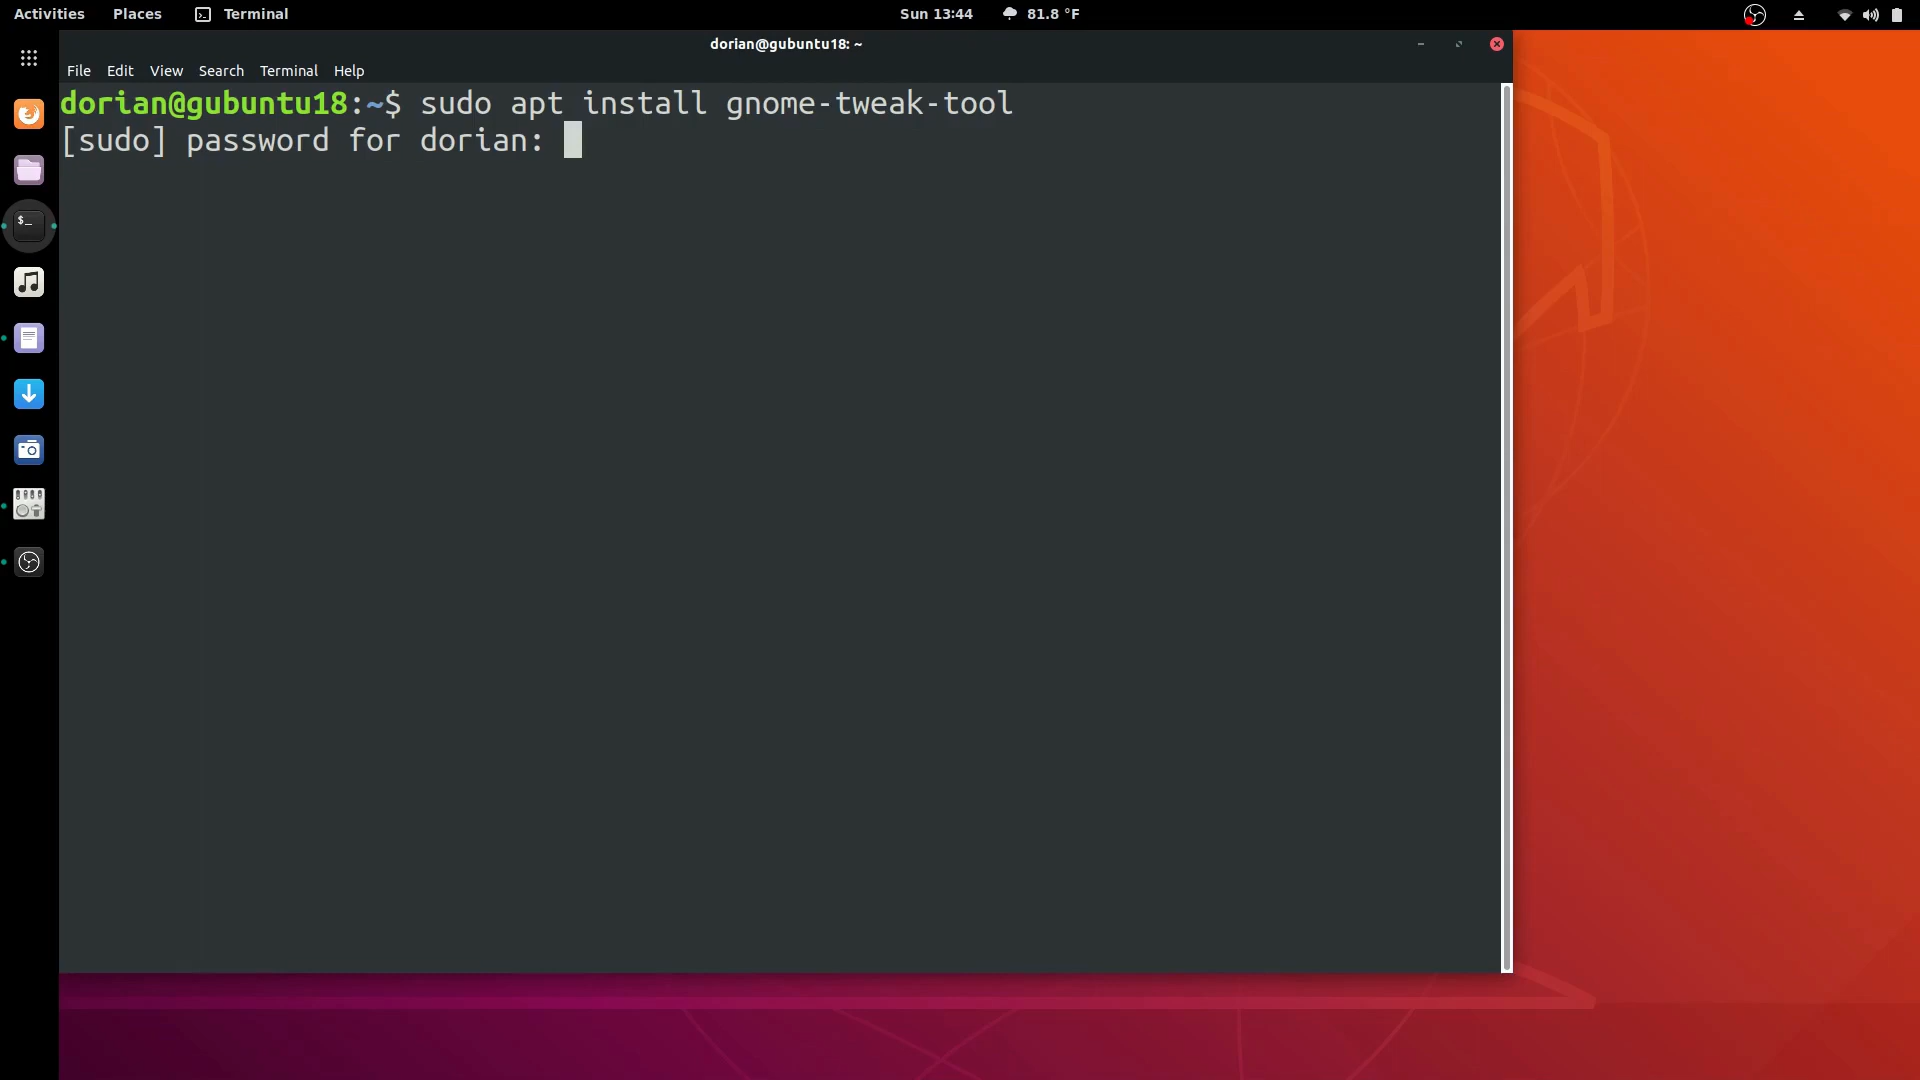 Activities Places Terminal Sun 13:44 81.8 °F
dorian@gubuntu18: ~
File Edit View Search Terminal Help
dorian@gubuntu18:~$ sudo apt install gnome-tweak-tool
[sudo] password for dorian:
$_